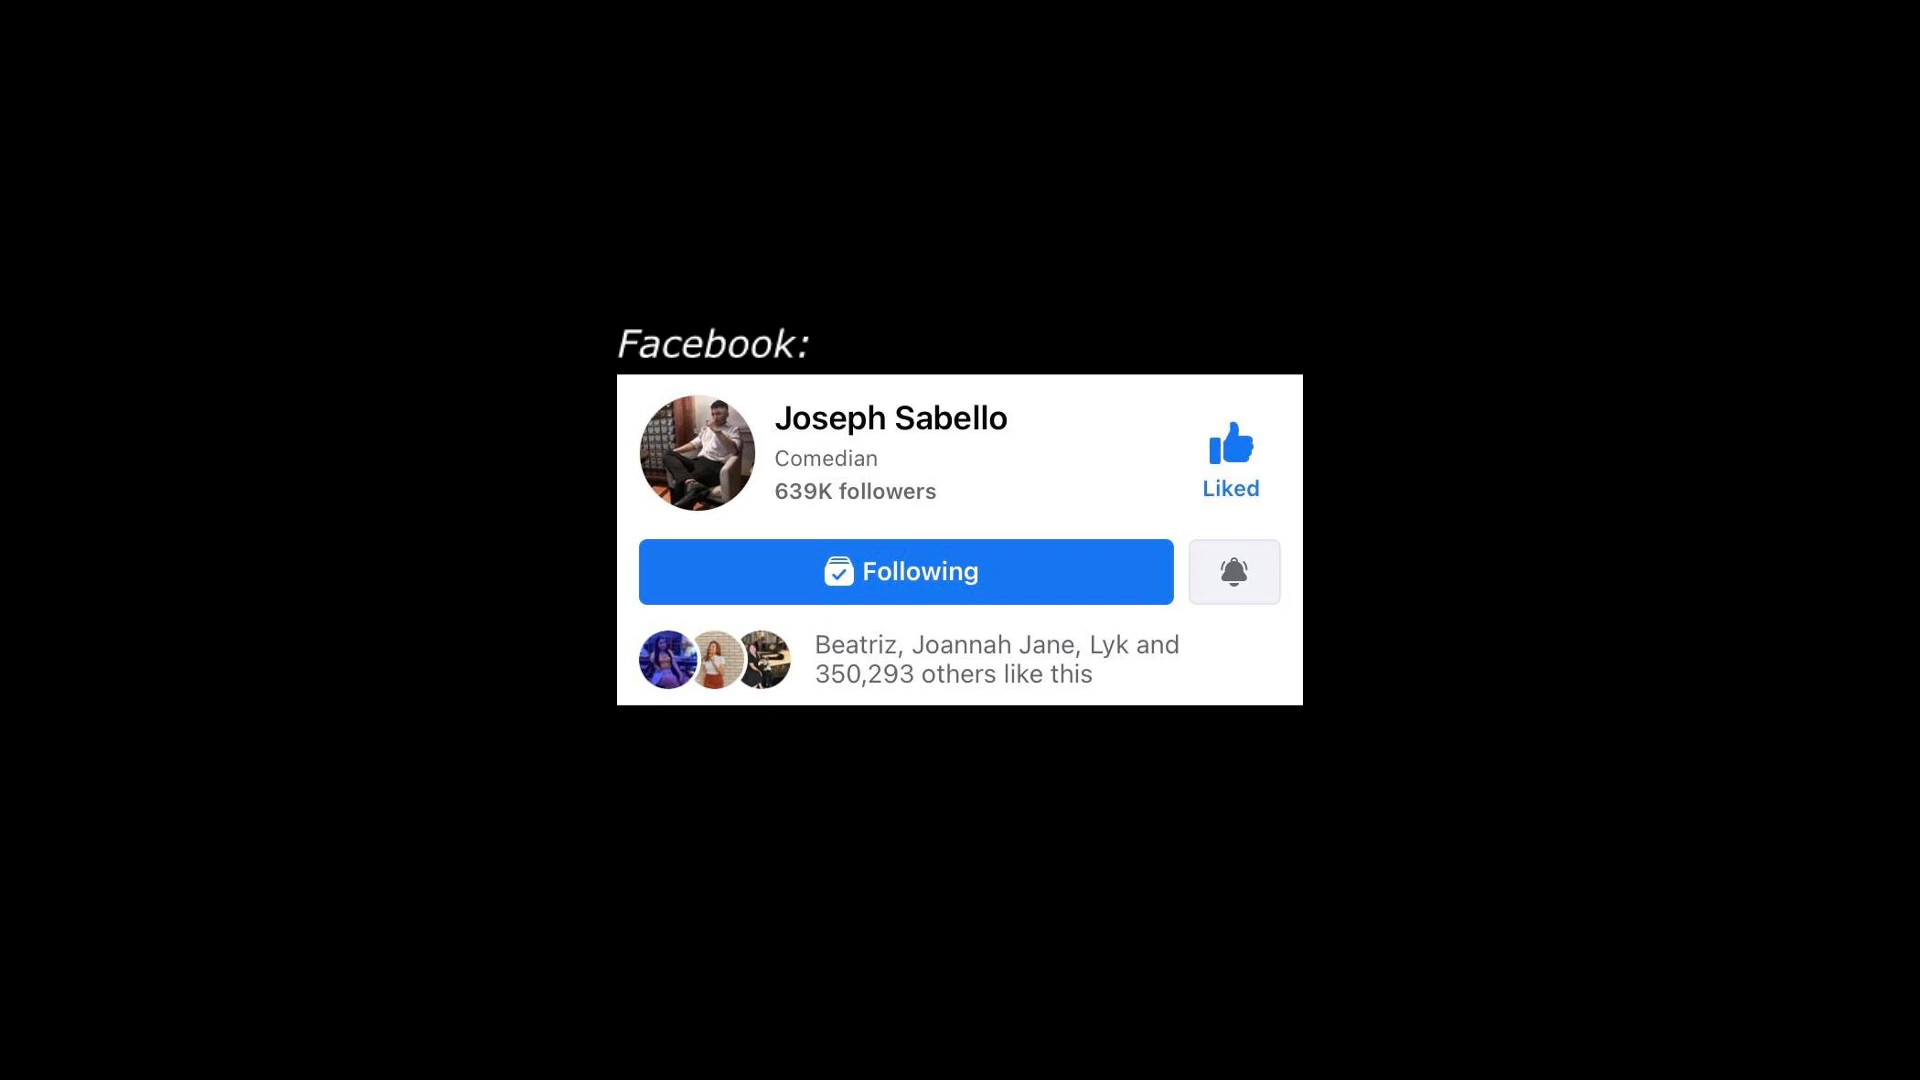 Facebook:
Joseph Sabello
Comedian
639K followers
Liked
Following
Beatriz, Joannah Jane, Lyk and
350,293 others like this